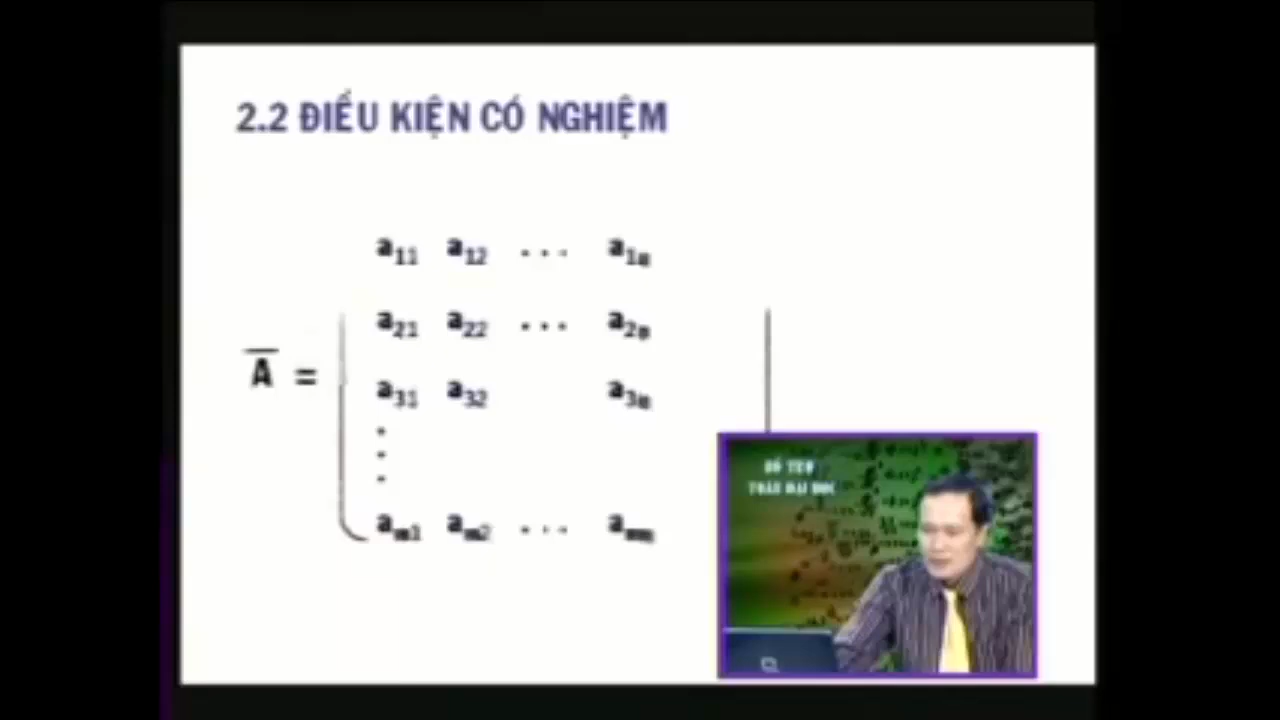 2.2 ĐIỀU KIỆN CÓ NGHIỆM
a11 a12 ... a1n
a21 a22 ... a2n
A̅ =
a31 a32 a3n
am1 am2 ... amn